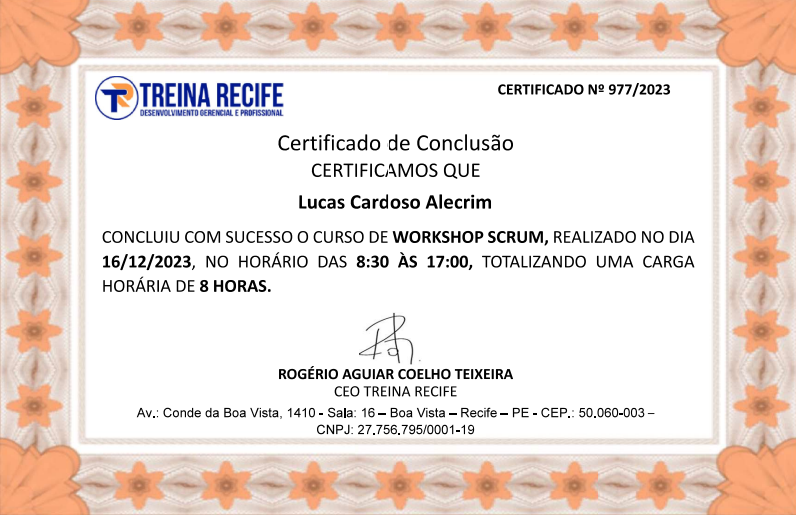 TREINA RECIFE
DESENVOLVIMENTO GERENCIAL E PROFISSIONAL
CERTIFICADO Nº 977/2023
Certificado de Conclusão
CERTIFICAMOS QUE
Lucas Cardoso Alecrim
CONCLUIU COM SUCESSO O CURSO DE WORKSHOP SCRUM, REALIZADO NO DIA
16/12/2023, NO HORÁRIO DAS 8:30 ÀS 17:00, TOTALIZANDO UMA CARGA
HORÁRIA DE 8 HORAS.
ROGÉRIO AGUIAR COELHO TEIXEIRA
CEO TREINA RECIFE
Av.: Conde da Boa Vista, 1410 - Sala: 16 – Boa Vista – Recife – PE - CEP.: 50.060-003 –
CNPJ: 27.756.795/0001-19